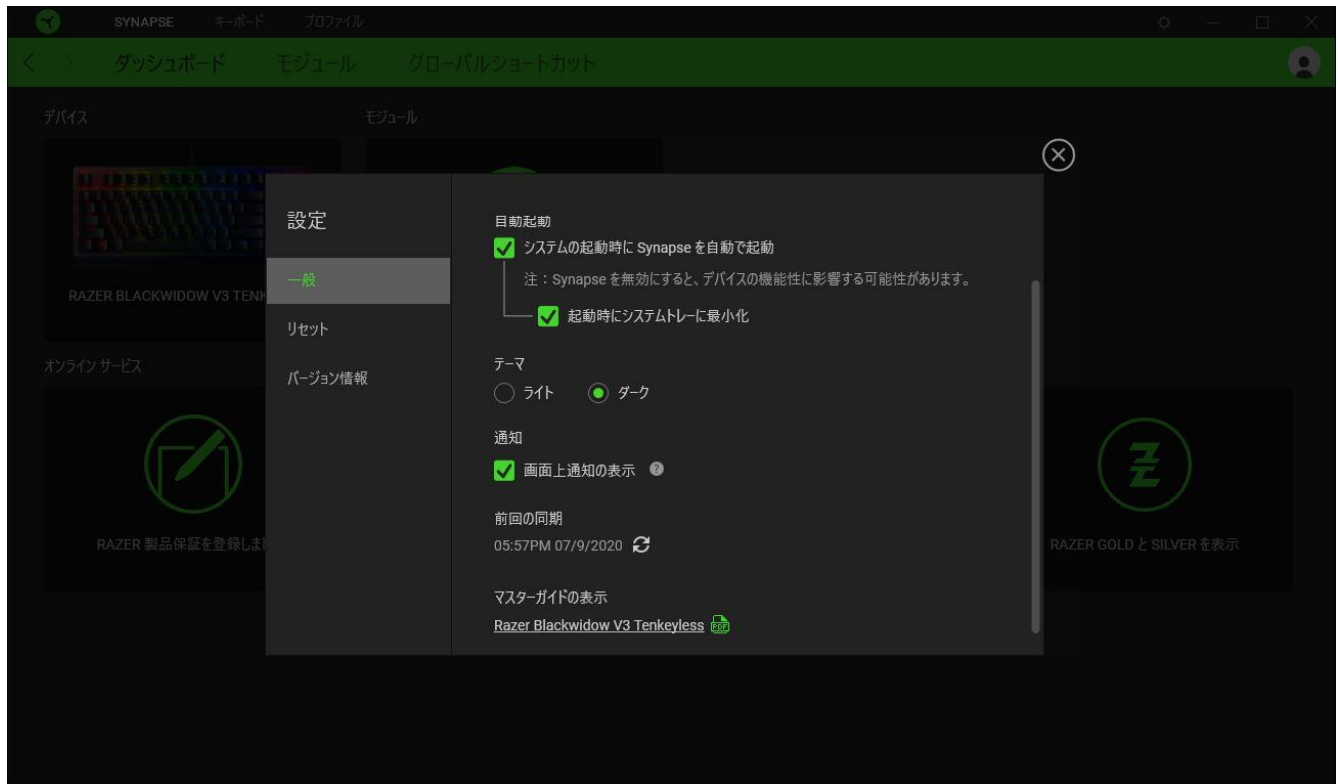 SYNAPSE キーボード プロファイル
ダッシュボード モジュール グローバルショートカット
デバイス モジュール
RAZER BLACKWIDOW V3 TENK
オンライン サービス
RAZER 製品保証を登録しま
RAZER GOLD と SILVER を表示
設定
一般
リセット
バージョン情報
自動起動
システムの起動時に Synapse を自動で起動
注：Synapse を無効にすると、デバイスの機能性に影響する可能性があります。
起動時にシステムトレーに最小化
テーマ
ライト ダーク
通知
画面上通知の表示 ?
前回の同期
05:57PM 07/9/2020
マスターガイドの表示
Razer Blackwidow V3 Tenkeyless PDF